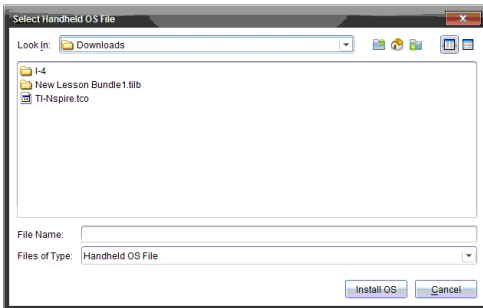 Select Handheld OS File
Look In: Downloads
I-4
New Lesson Bundle1.tilb
TI-Nspire.tco
File Name:
Files of Type: Handheld OS File
Install OS Cancel